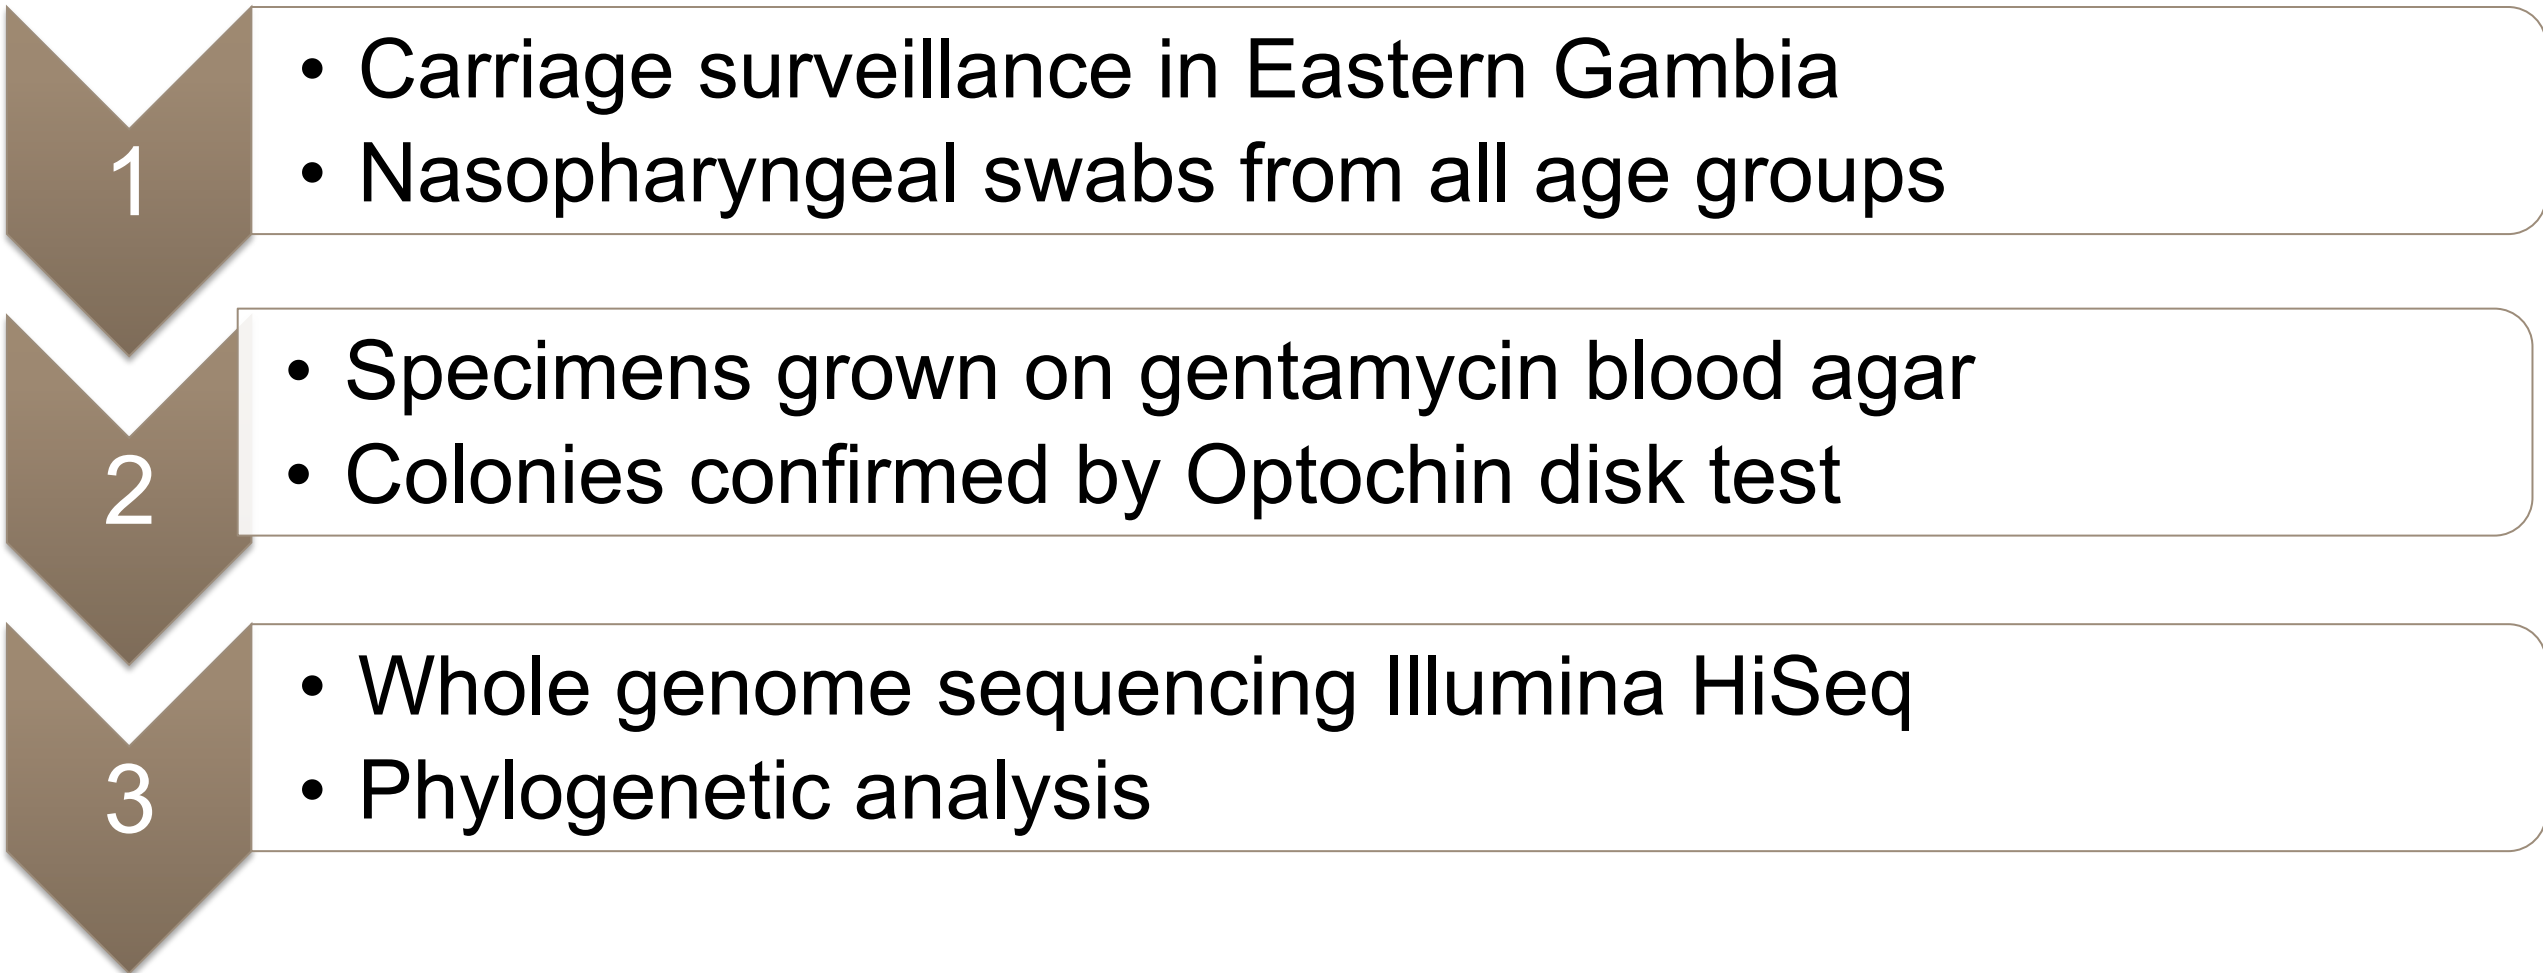 1
• Carriage surveillance in Eastern Gambia
• Nasopharyngeal swabs from all age groups
2
• Specimens grown on gentamycin blood agar
• Colonies confirmed by Optochin disk test
3
• Whole genome sequencing Illumina HiSeq
• Phylogenetic analysis